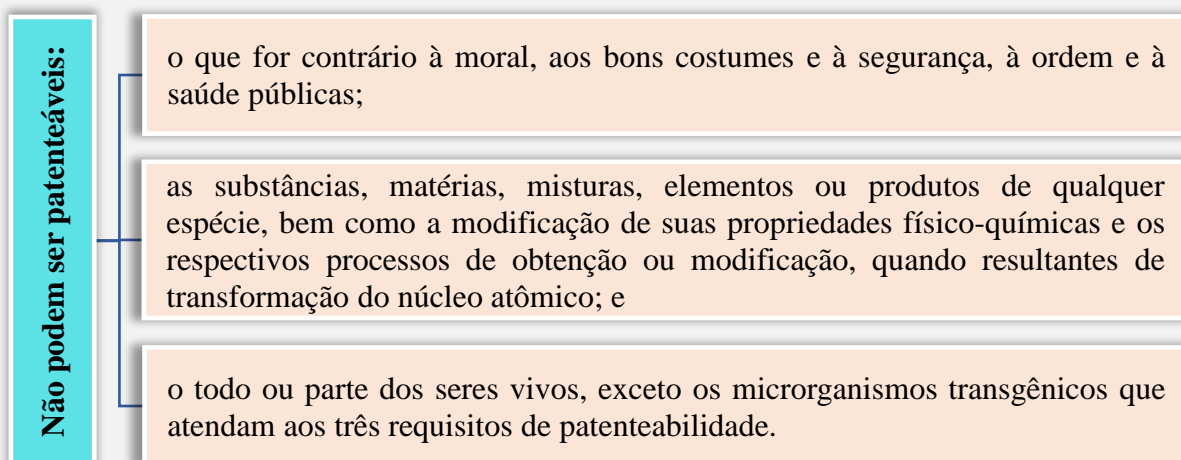 Não podem ser patenteáveis:
o que for contrário à moral, aos bons costumes e à segurança, à ordem e à
saúde públicas;
as substâncias, matérias, misturas, elementos ou produtos de qualquer
espécie, bem como a modificação de suas propriedades físico-químicas e os
respectivos processos de obtenção ou modificação, quando resultantes de
transformação do núcleo atômico; e
o todo ou parte dos seres vivos, exceto os microrganismos transgênicos que
atendam aos três requisitos de patenteabilidade.